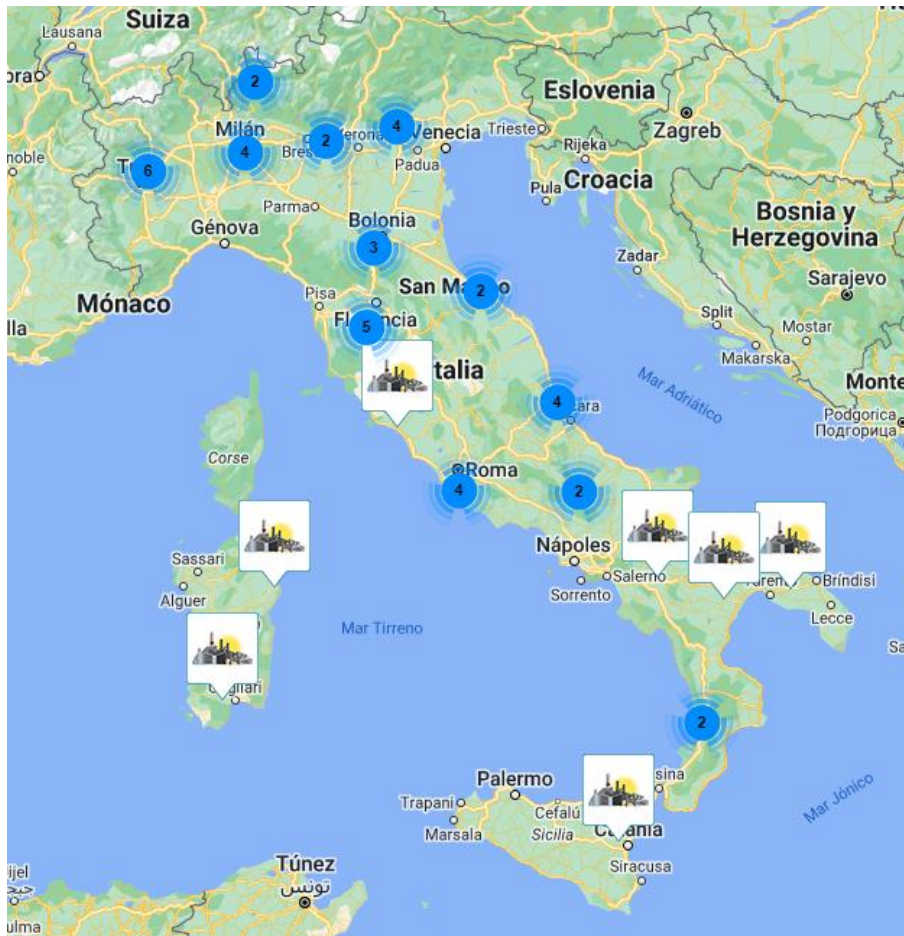 Suiza
Lausana
2
Eslovenia
Milán
4
Venecia
Trieste
Zagreb
2
4
Rijeka
Padua
6
Croacia
Pula
Parma
Génova
Bolonia
3
Bosnia y
Herzegovina
Zadar
Sarajevo
Mónaco
Pisa
2
Split
Mostar
5
Makarska
Mar Adriático
4
Podgorica
Подгорица
Corse
Roma
4
2
Nápoles
Sassari
Salerno
Bríndisi
Alguer
Sorrento
Lecce
Mar Tirreno
2
Palermo
Trapani
Cefalú
Marsala
Sicilia
Mar Jónico
Siracusa
Túnez
تونس